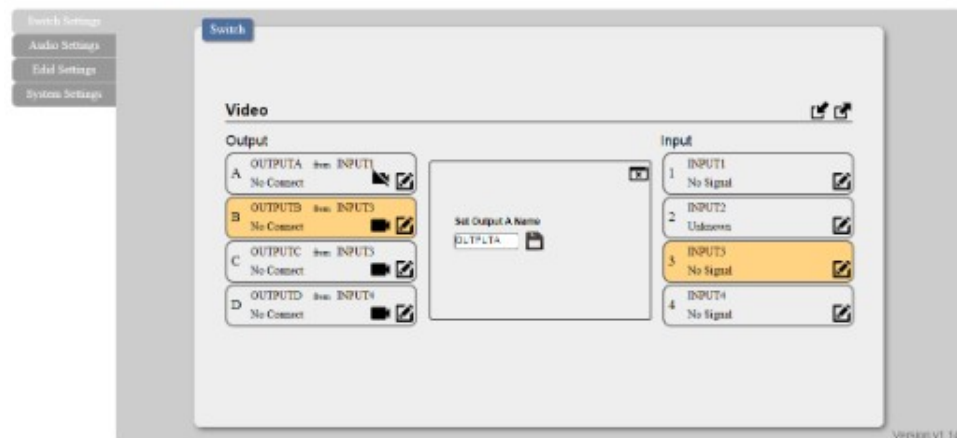 Switch Settings
Audio Settings
Edid Settings
System Settings
Switch
Video
Output
A OUTPUTA from INPUT1
No Connect
B OUTPUTB from INPUT3
No Connect
C OUTPUTC from INPUT3
No Connect
D OUTPUTD from INPUT4
No Connect
Set Output A Name
OUTPUTA
Input
1 INPUT1
No Signal
2 INPUT2
Unknown
3 INPUT3
No Signal
4 INPUT4
No Signal
Version v1.